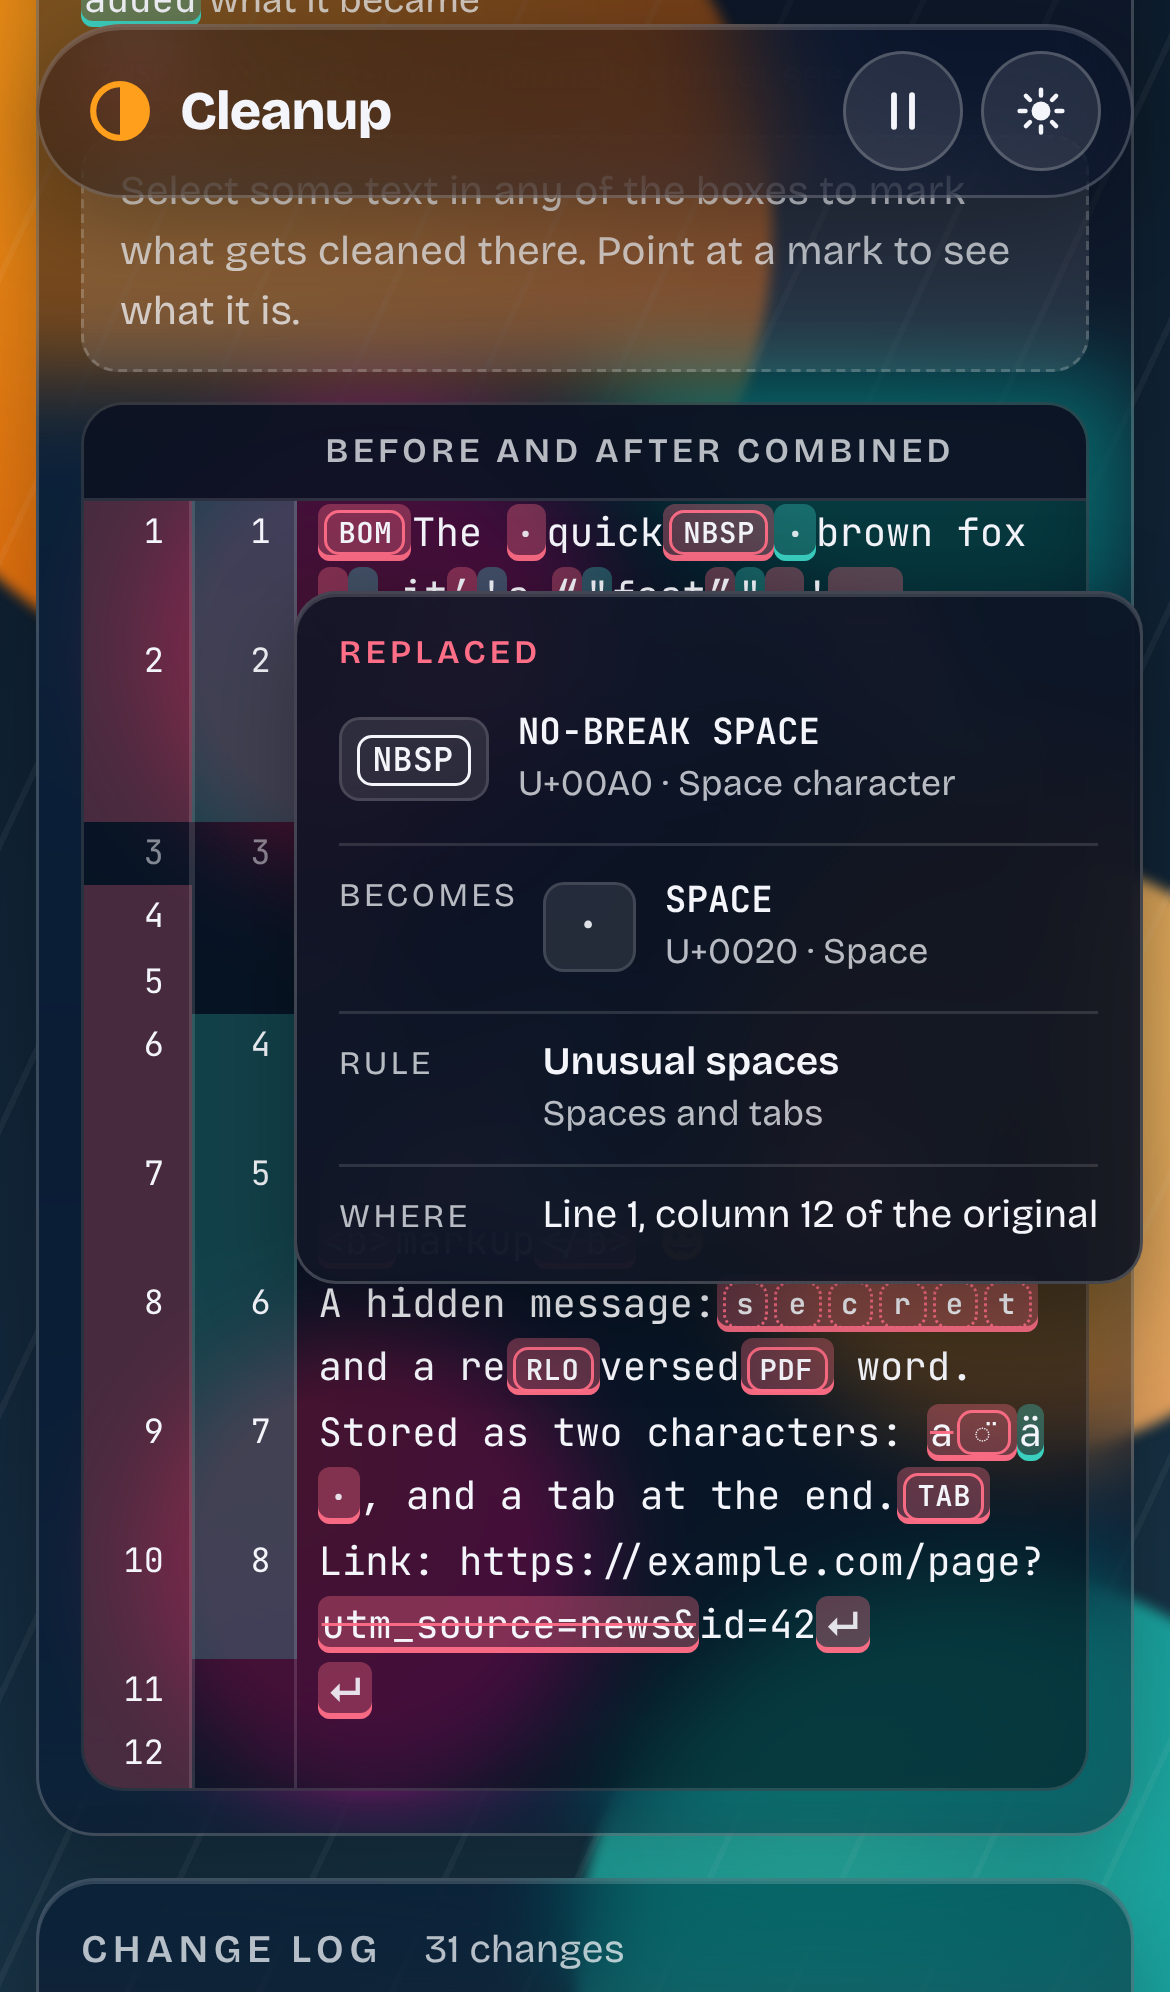 added what it became
Cleanup
Select some text in any of the boxes to mark
what gets cleaned there. Point at a mark to see
what it is.
BEFORE AND AFTER COMBINED
1 1 BOM The · quick NBSP · brown fox
2 2
REPLACED
NBSP NO-BREAK SPACE
U+00A0 · Space character
BECOMES · SPACE
U+0020 · Space
RULE Unusual spaces
Spaces and tabs
WHERE Line 1, column 12 of the original
3 3
4
5
6 4
7 5
<b>markup</b>
8 6 A hidden message: s e c r e t
and a re RLO versed PDF word.
9 7 Stored as two characters: a ◌̈ ä
· , and a tab at the end. TAB
10 8 Link: https://example.com/page?
utm_source=news&id=42 ↵
11 ↵
12
CHANGE LOG 31 changes